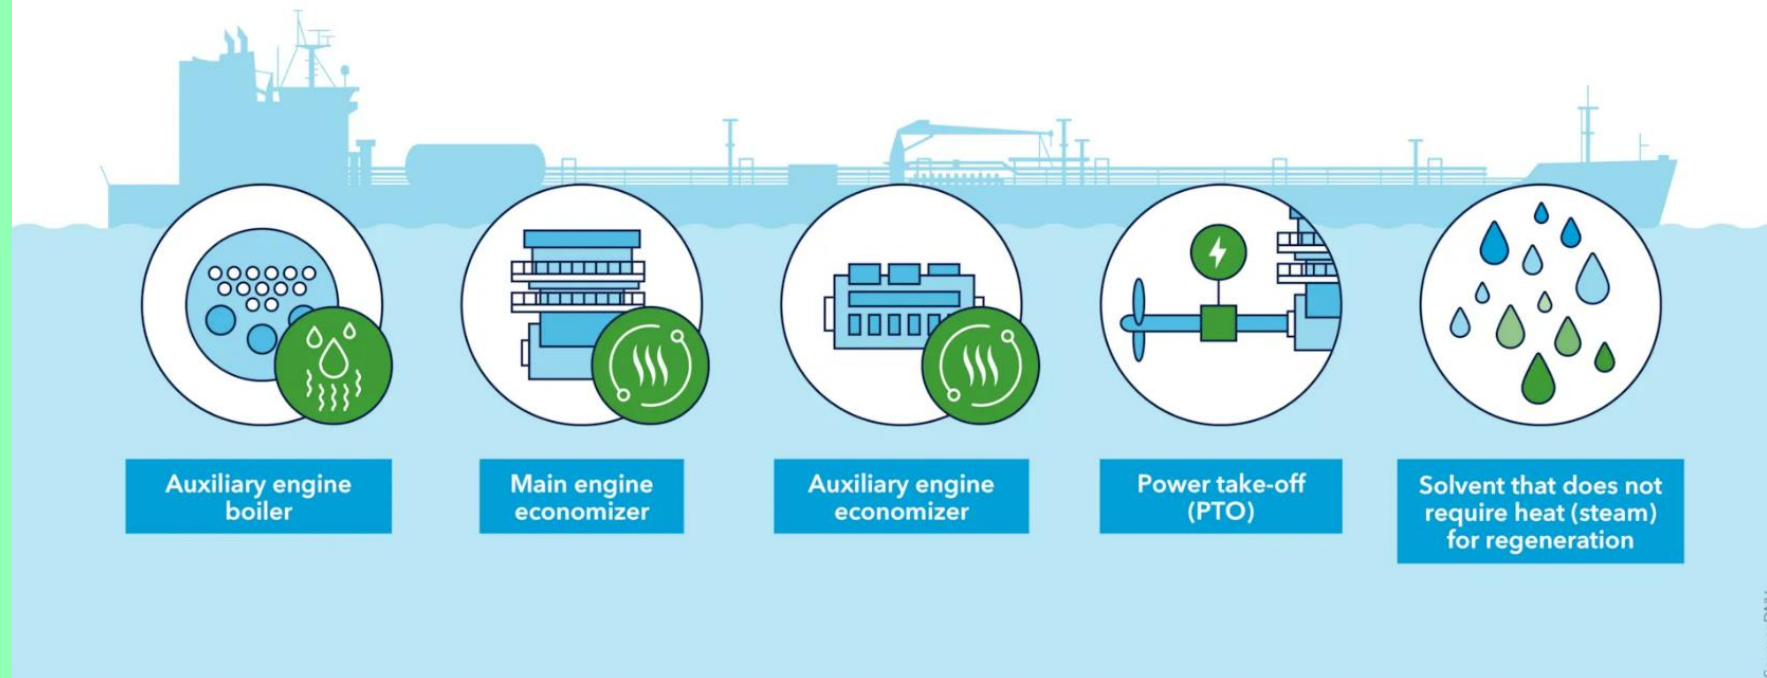 Auxiliary engine
boiler
Main engine
economizer
Auxiliary engine
economizer
Power take-off
(PTO)
Solvent that does not
require heat (steam)
for regeneration